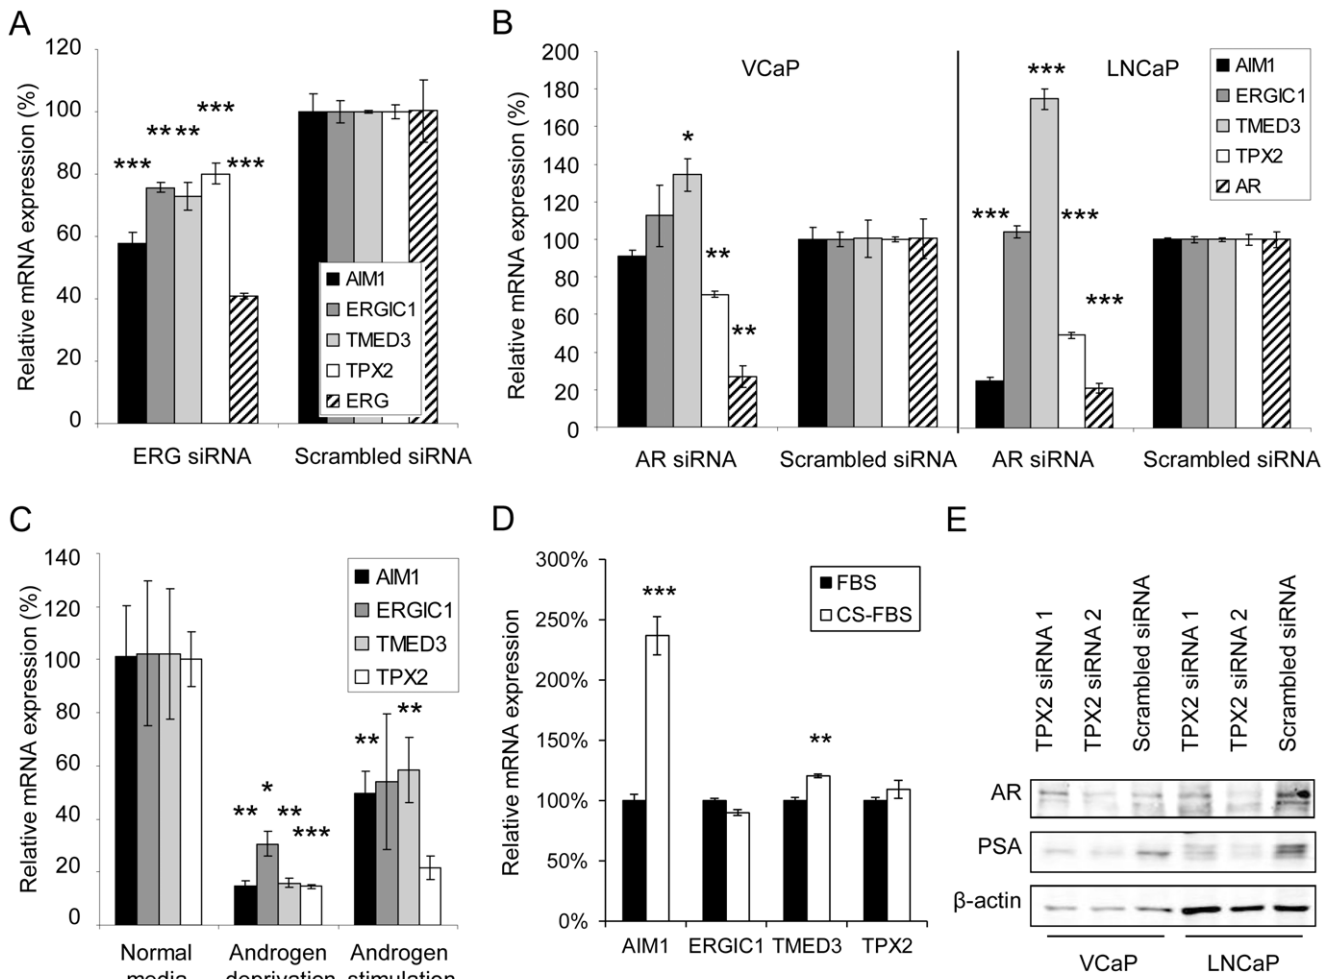 A
Relative mRNA expression (%)
120
100
80
60
40
20
0
***
**
**
***
***
AIM1
ERGIC1
TMED3
TPX2
ERG
ERG siRNA
Scrambled siRNA
B
Relative mRNA expression (%)
200
180
160
140
120
100
80
60
40
20
0
VCaP
LNCaP
*
**
**
***
***
***
***
AIM1
ERGIC1
TMED3
TPX2
AR
AR siRNA
Scrambled siRNA
AR siRNA
Scrambled siRNA
C
Relative mRNA expression (%)
140
120
100
80
60
40
20
0
**
*
**
***
**
**
AIM1
ERGIC1
TMED3
TPX2
Normal
media
Androgen
deprivation
Androgen
stimulation
D
Relative mRNA expression
300%
250%
200%
150%
100%
50%
0%
***
**
FBS
CS-FBS
AIM1
ERGIC1
TMED3
TPX2
E
TPX2 siRNA 1
TPX2 siRNA 2
Scrambled siRNA
TPX2 siRNA 1
TPX2 siRNA 2
Scrambled siRNA
AR
PSA
β-actin
VCaP
LNCaP